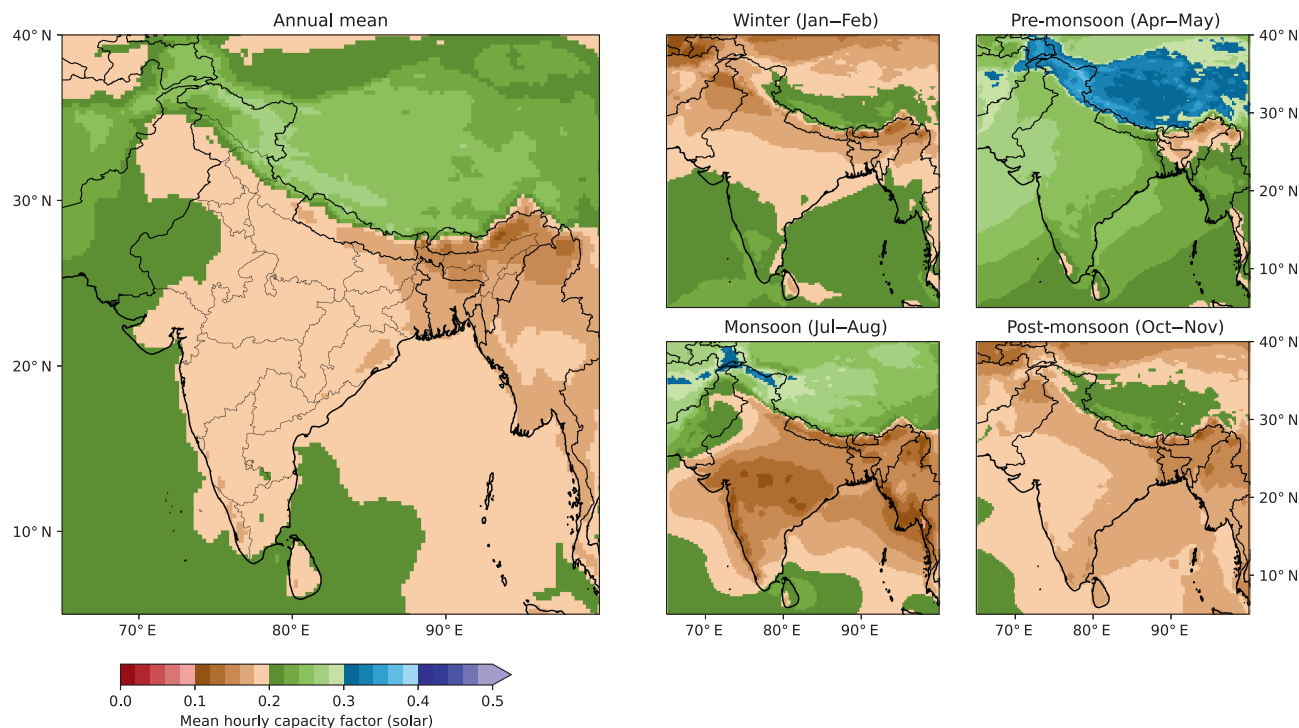 Annual mean
40° N
30° N
20° N
10° N
70° E
80° E
90° E
Winter (Jan–Feb)
Pre-monsoon (Apr–May)
40° N
30° N
20° N
10° N
Monsoon (Jul–Aug)
Post-monsoon (Oct–Nov)
40° N
30° N
20° N
10° N
70° E
80° E
90° E
70° E
80° E
90° E
0.0
0.1
0.2
0.3
0.4
0.5
Mean hourly capacity factor (solar)